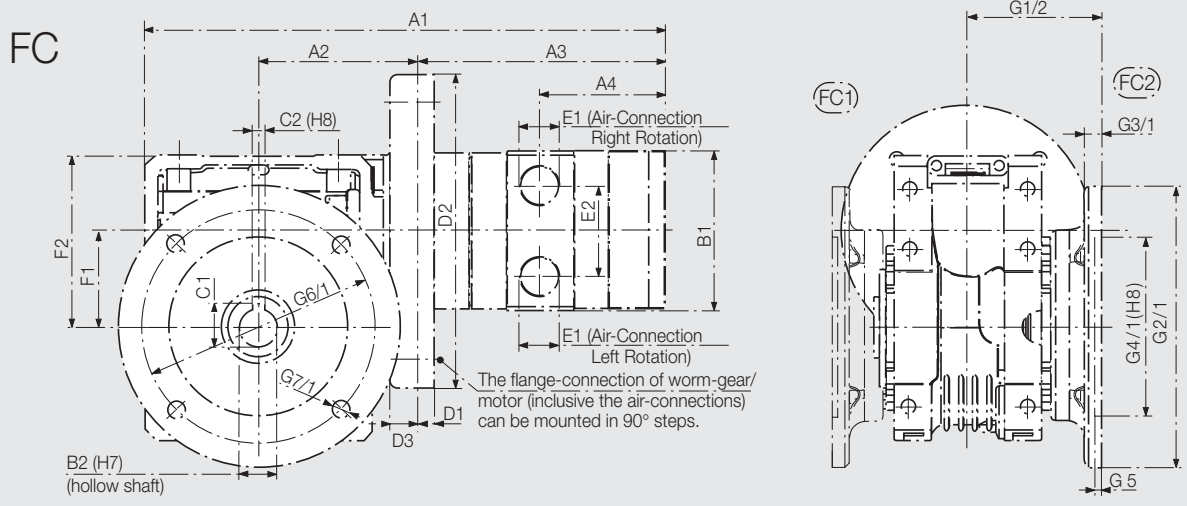 FC
A1
A2
A3
A4
C2 (H8)
E1 (Air-Connection
Right Rotation)
F2
F1
C1
G6/1
G7/1
D2
E2
B1
E1 (Air-Connection
Left Rotation)
The flange-connection of worm-gear/
motor (inclusive the air-connections)
can be mounted in 90° steps.
D1
D3
B2 (H7)
(hollow shaft)
G1/2
FC1
FC2
G3/1
G4/1(H8)
G2/1
G 5